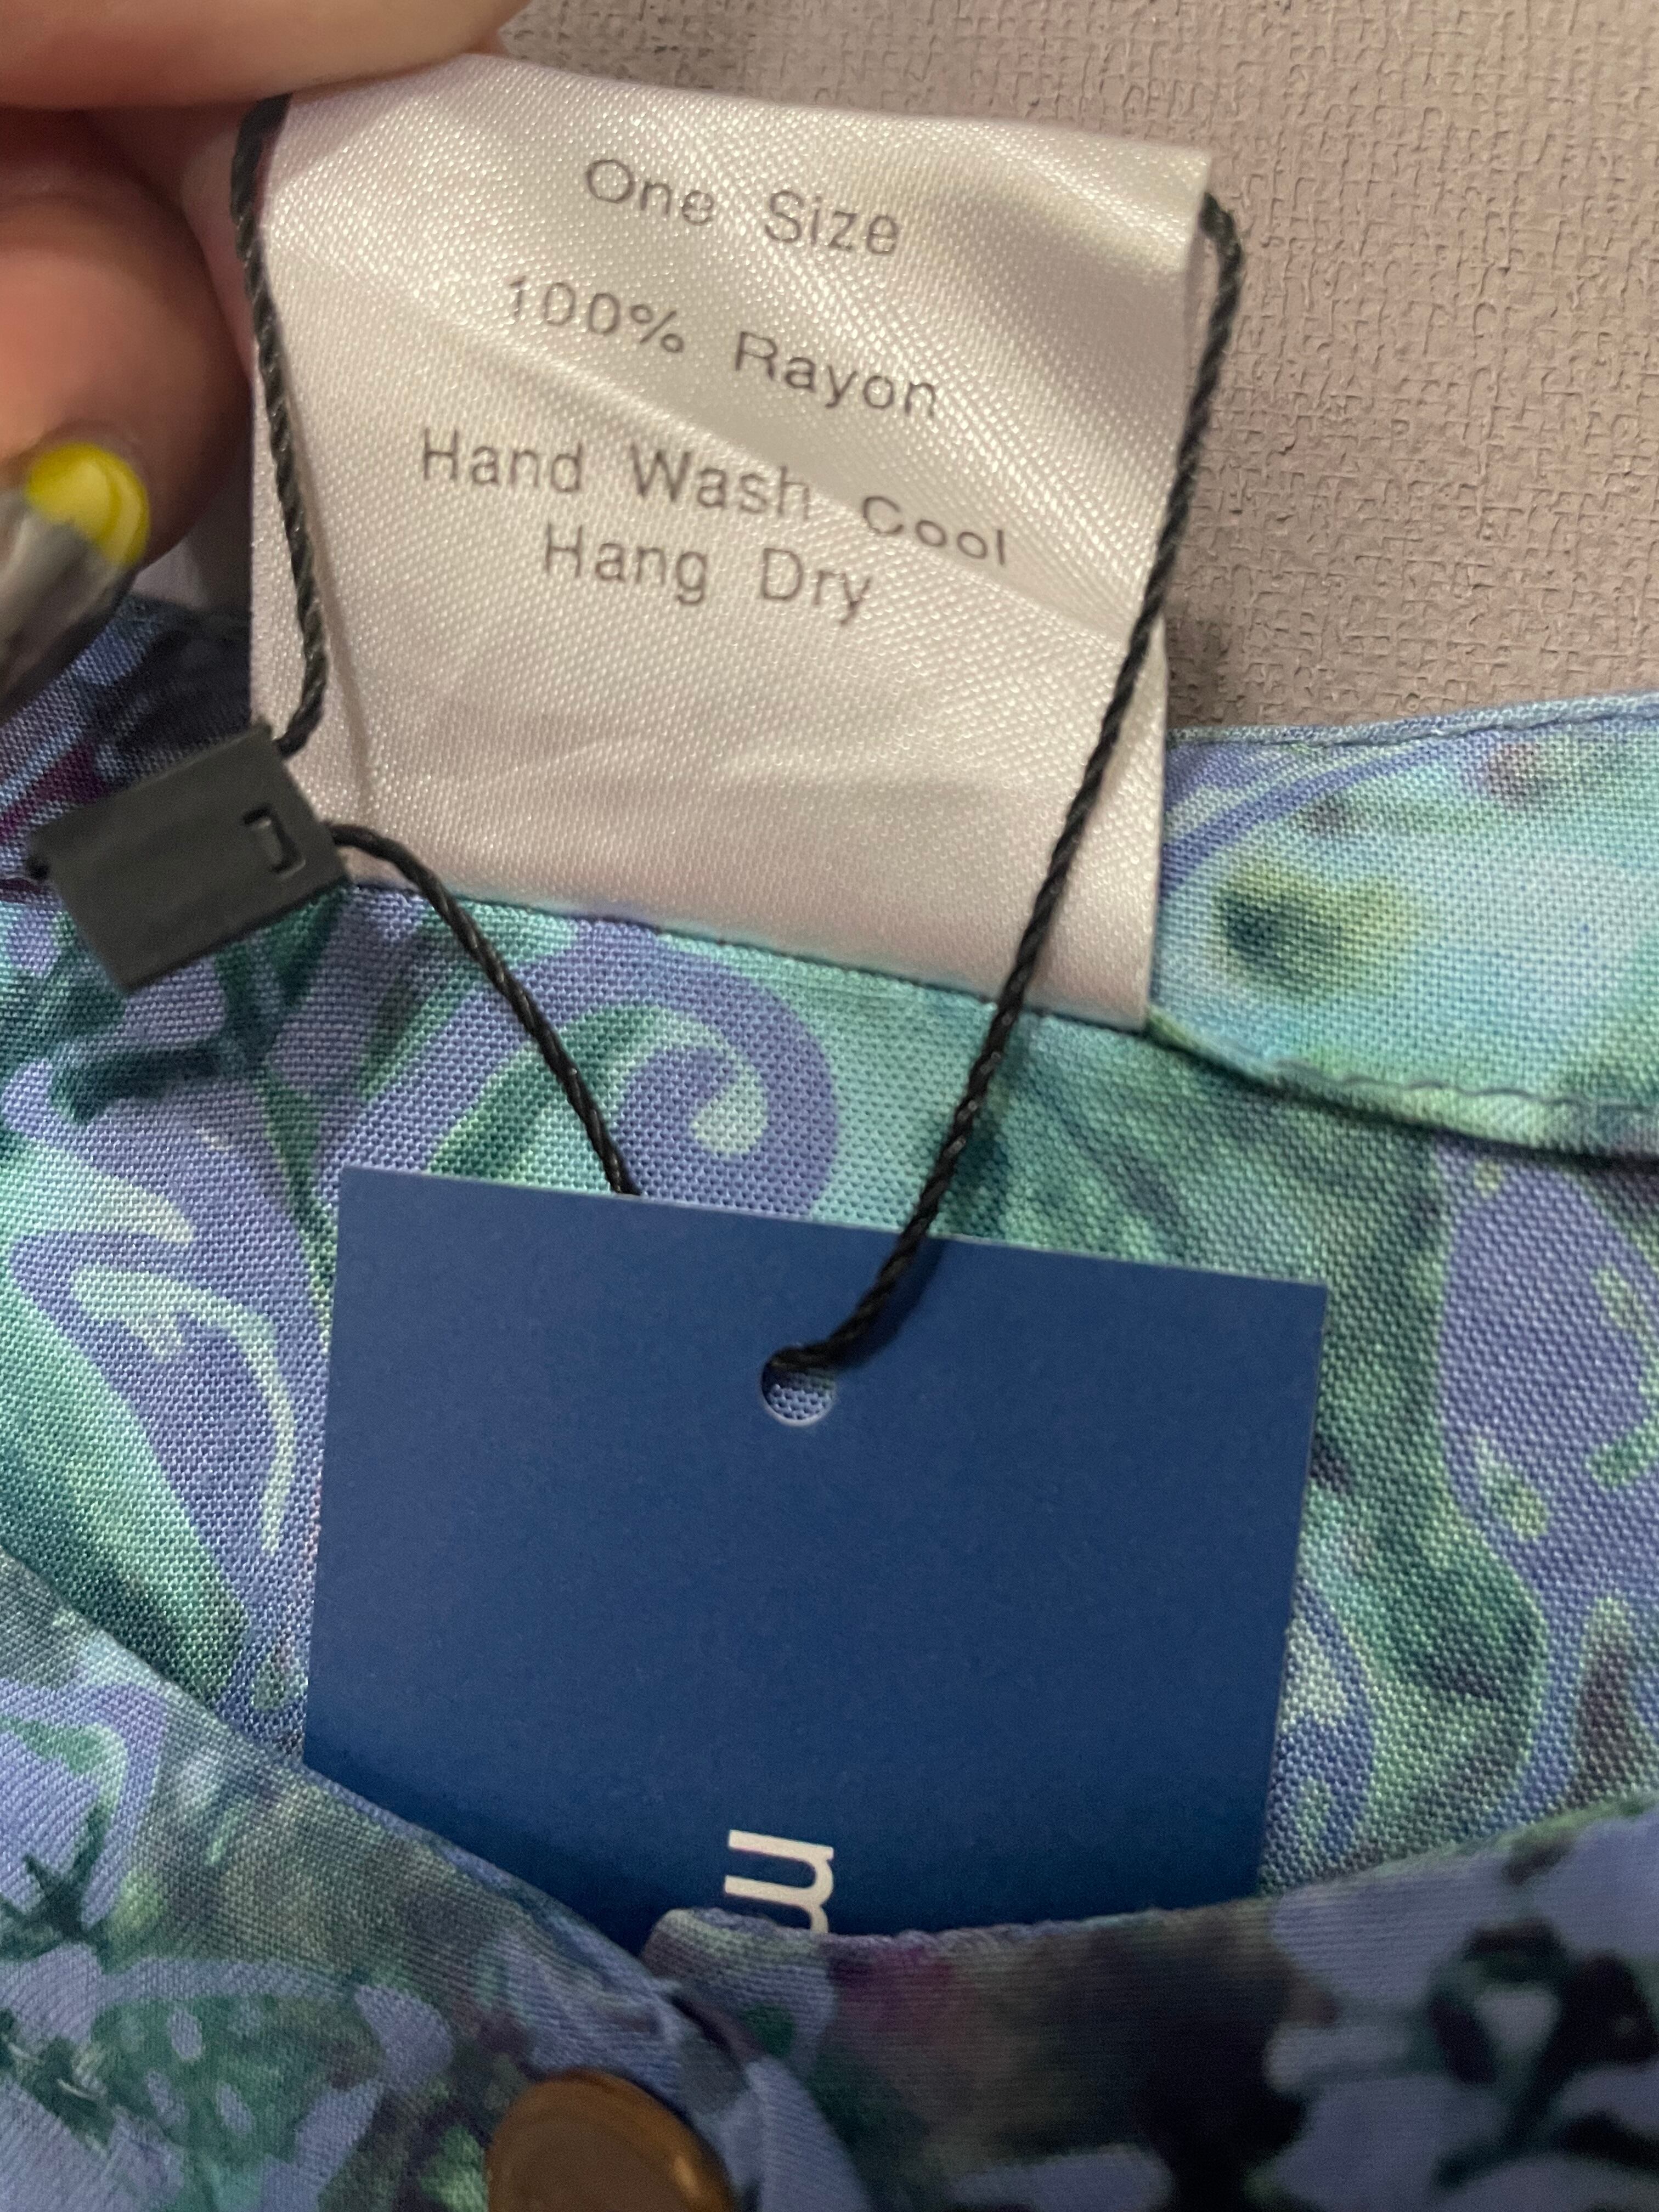 One Size
100% Rayon
Hand Wash Cool
Hang Dry
m